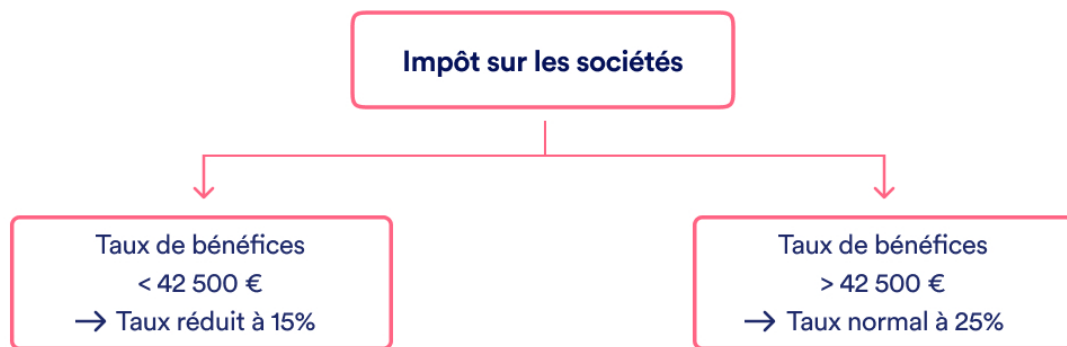 Impôt sur les sociétés
Taux de bénéfices
< 42 500 €
→ Taux réduit à 15%
Taux de bénéfices
> 42 500 €
→ Taux normal à 25%